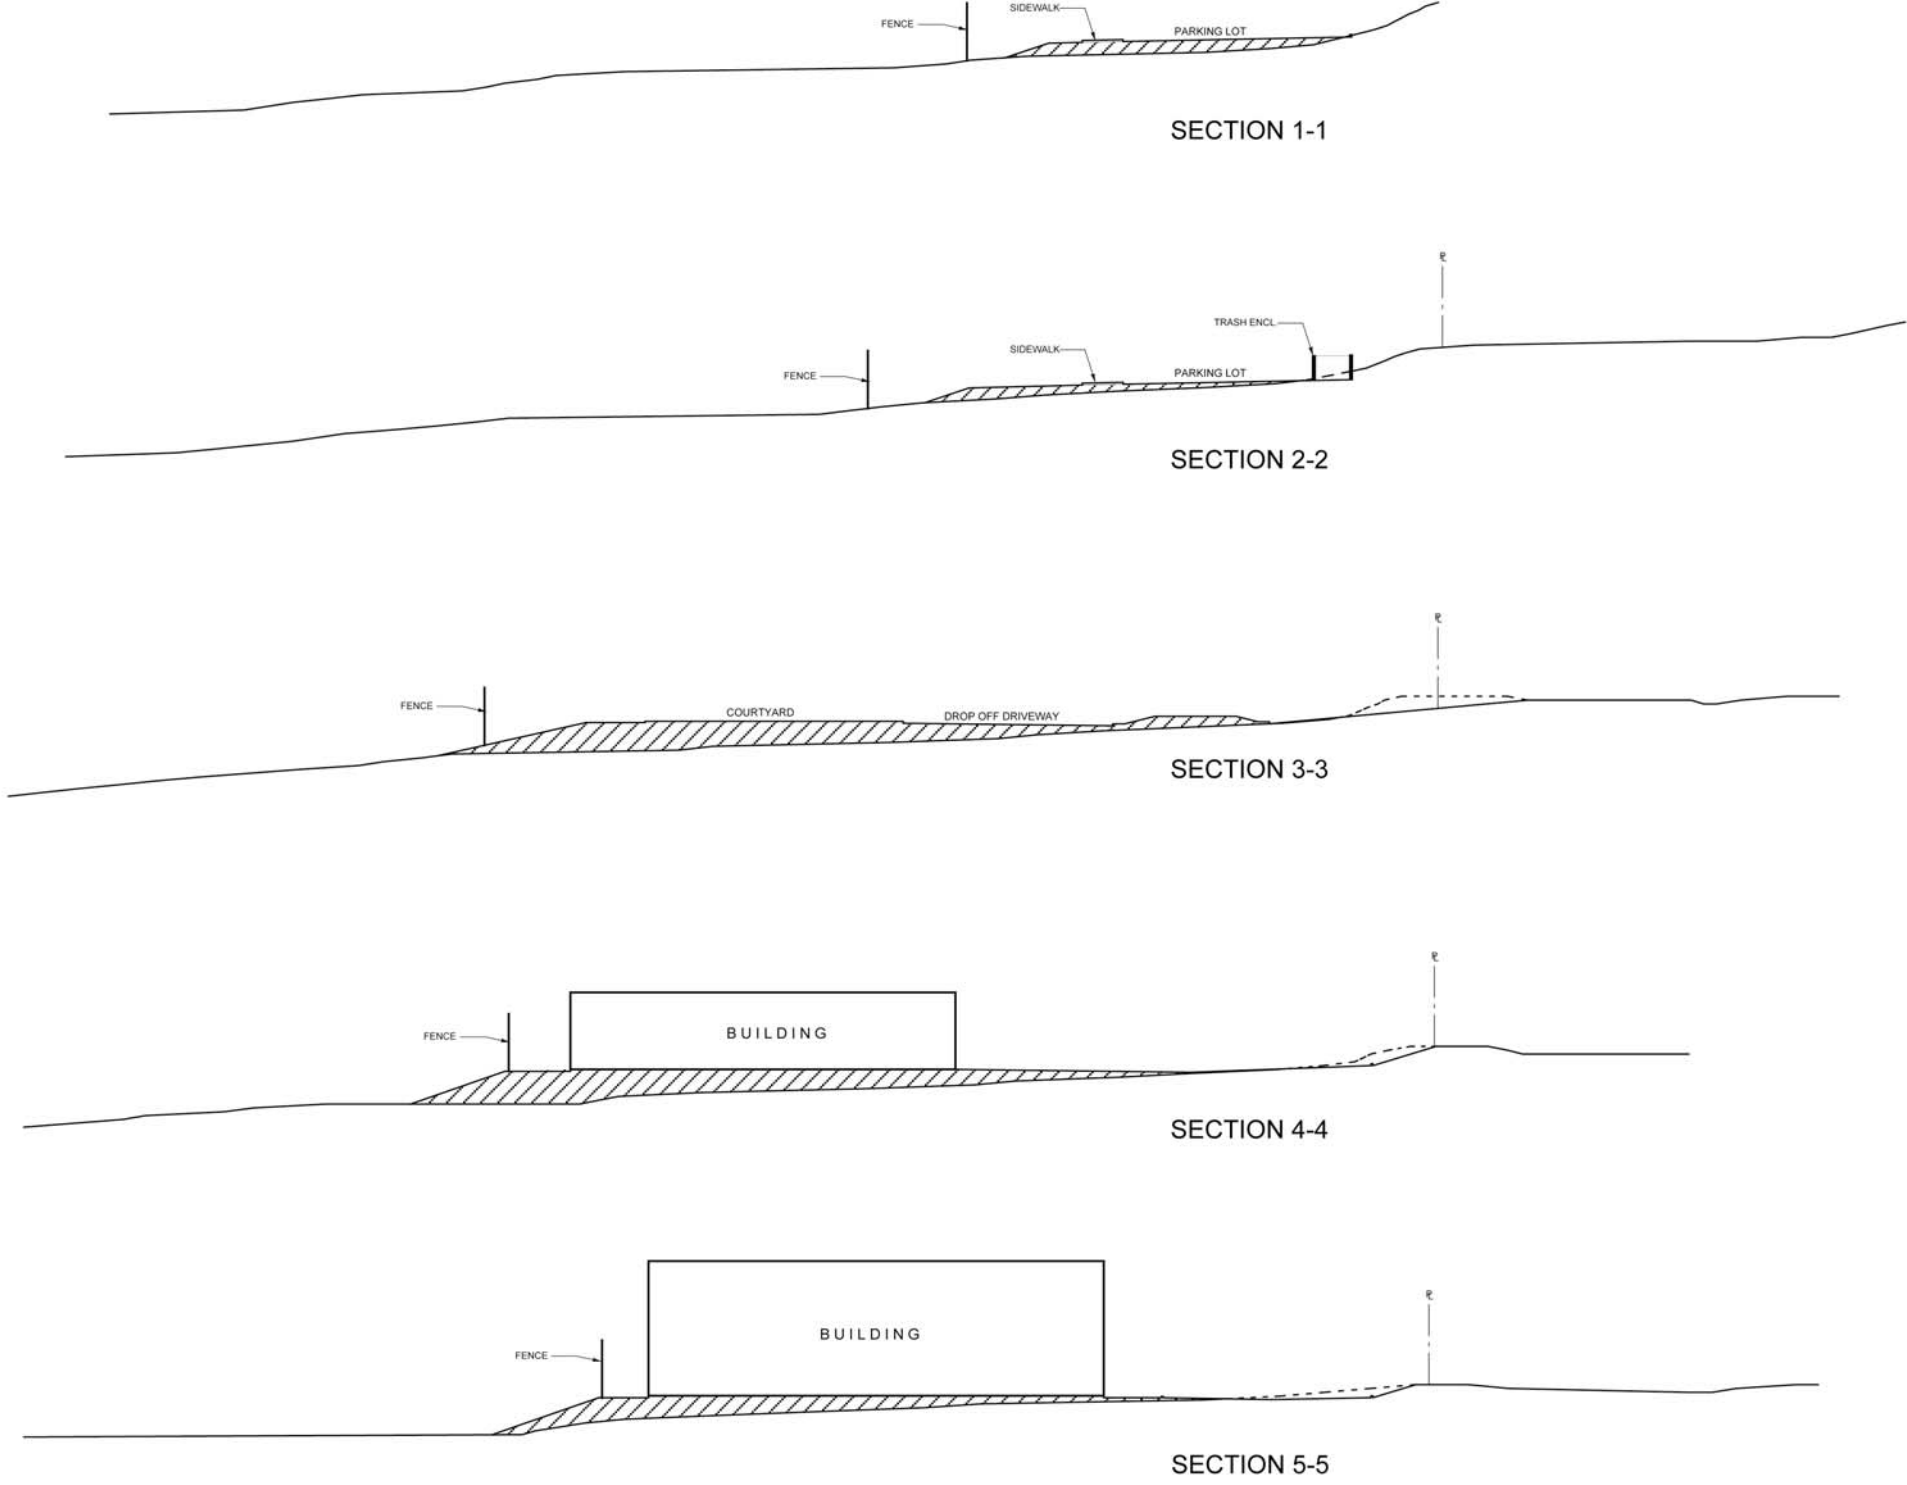 SIDEWALK
FENCE
PARKING LOT
SECTION 1-1
℄
TRASH ENCL.
SIDEWALK
PARKING LOT
FENCE
SECTION 2-2
FENCE
COURTYARD
DROP OFF DRIVEWAY
SECTION 3-3
BUILDING
FENCE
SECTION 4-4
BUILDING
FENCE
SECTION 5-5